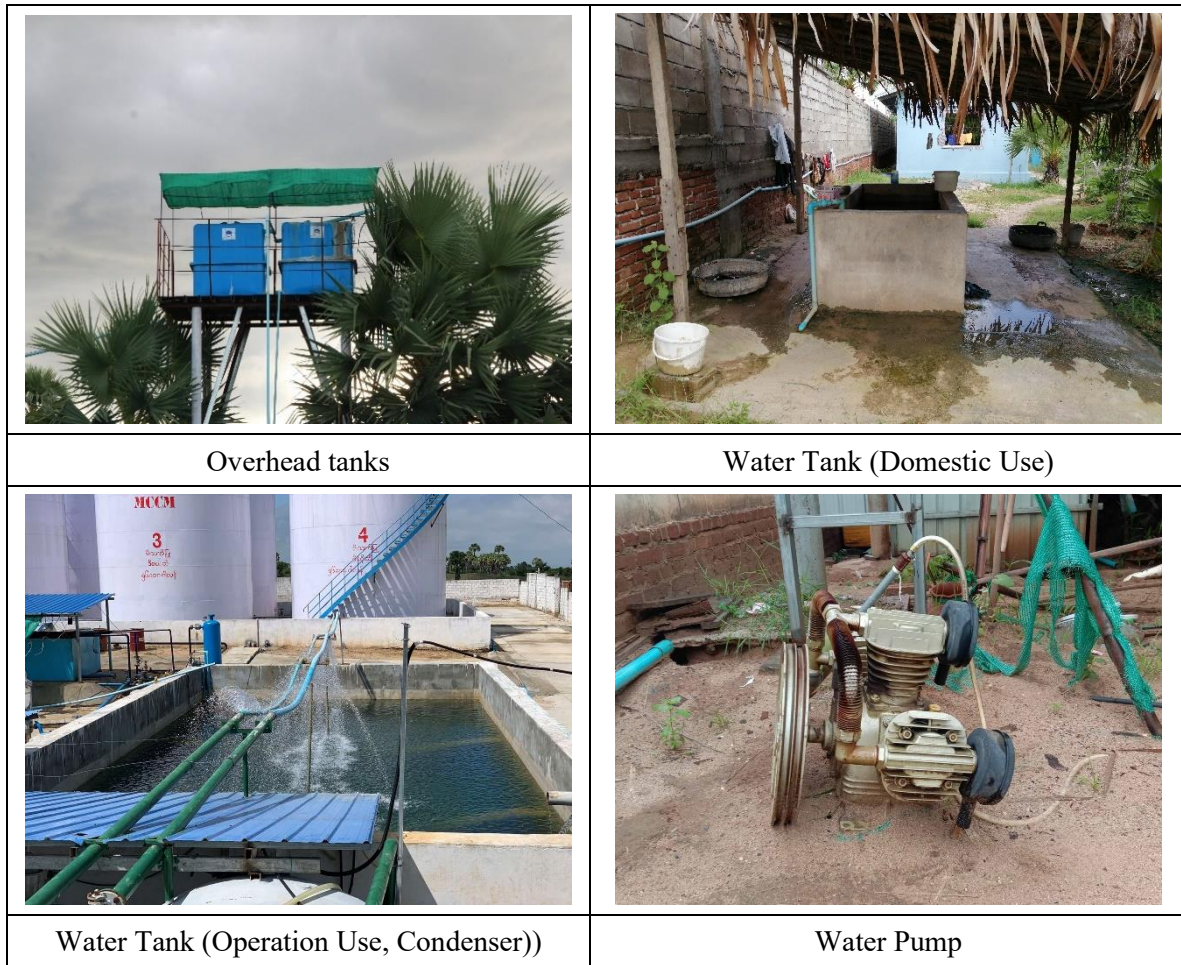 Overhead tanks
Water Tank (Domestic Use)
MCCM
3
4
Water Tank (Operation Use, Condenser))
Water Pump